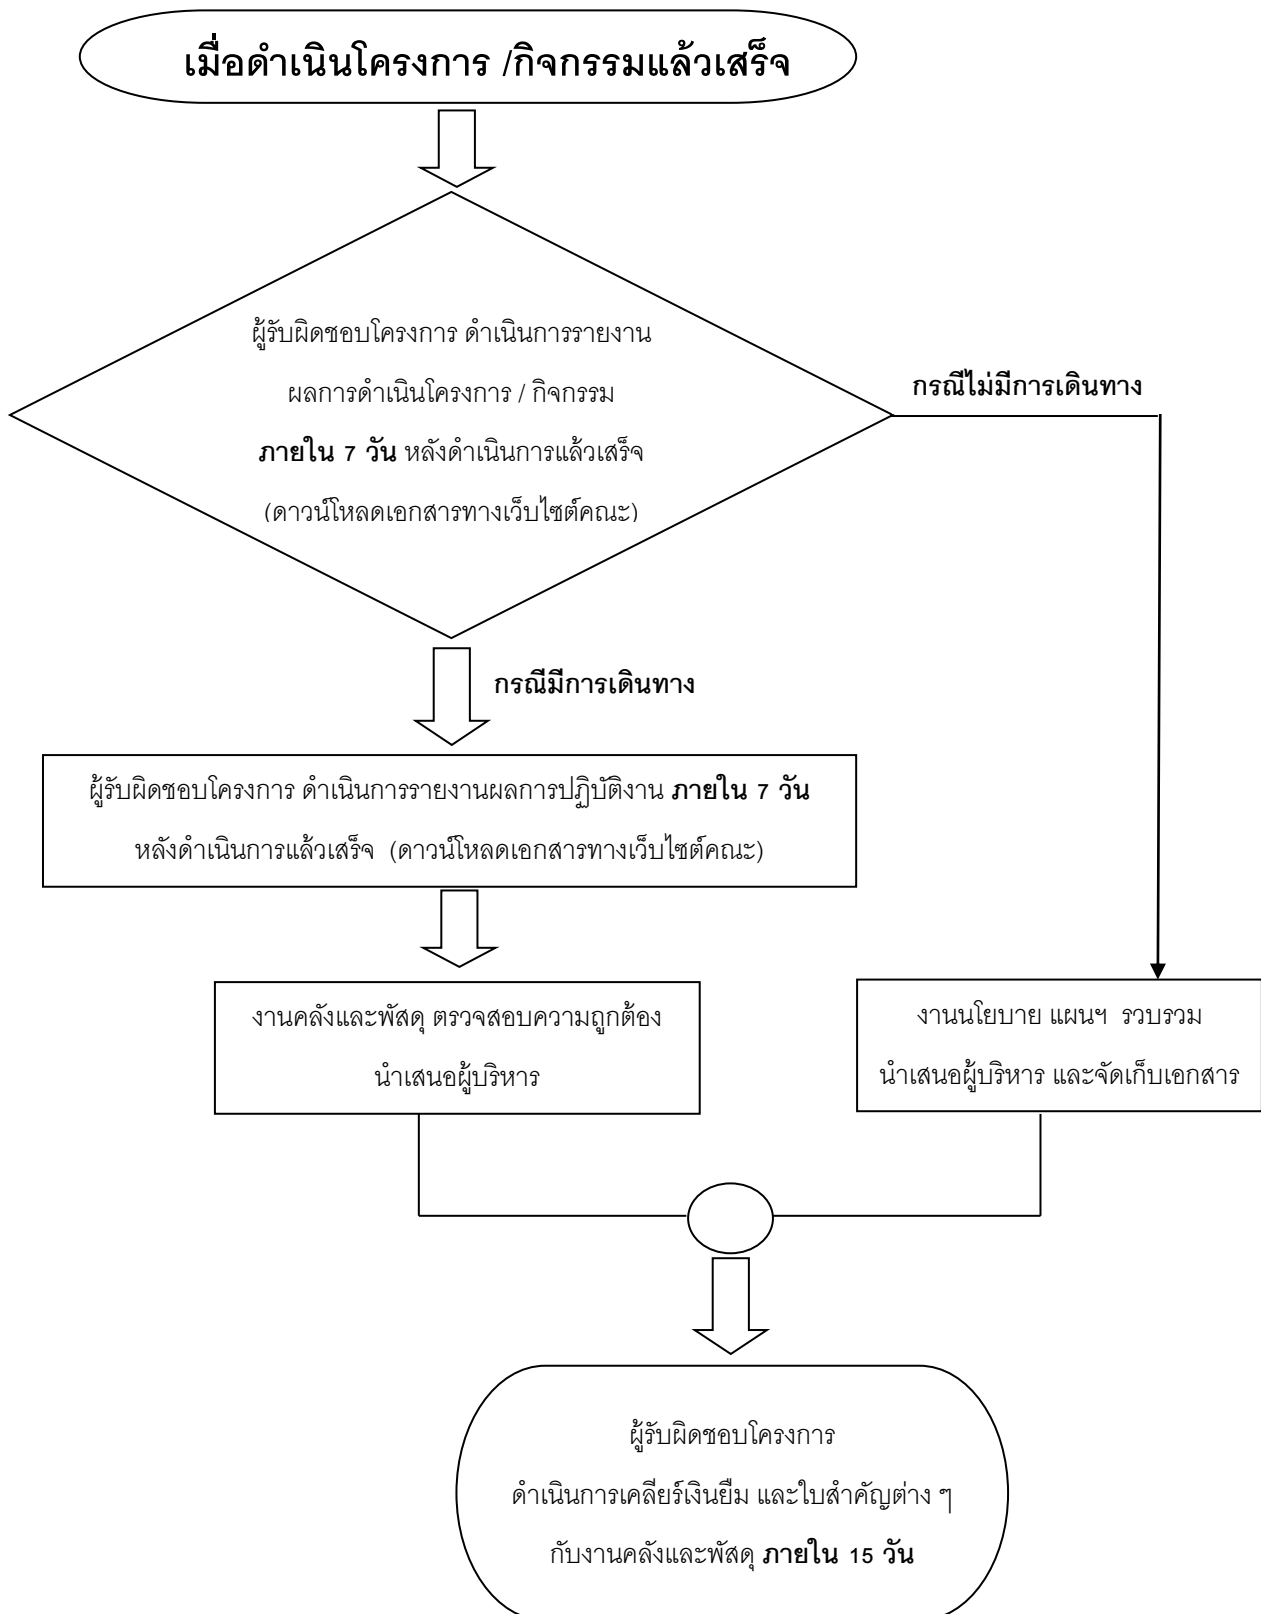 เมื่อดำเนินโครงการ /กิจกรรมแล้วเสร็จ
ผู้รับผิดชอบโครงการ ดำเนินการรายงาน
ผลการดำเนินโครงการ / กิจกรรม
ภายใน 7 วัน หลังดำเนินการแล้วเสร็จ
(ดาวน์โหลดเอกสารทางเว็บไซต์คณะ)
กรณีไม่มีการเดินทาง
กรณีมีการเดินทาง
ผู้รับผิดชอบโครงการ ดำเนินการรายงานผลการปฏิบัติงาน ภายใน 7 วัน
หลังดำเนินการแล้วเสร็จ (ดาวน์โหลดเอกสารทางเว็บไซต์คณะ)
งานคลังและพัสดุ ตรวจสอบความถูกต้อง
นำเสนอผู้บริหาร
งานนโยบาย แผนฯ รวบรวม
นำเสนอผู้บริหาร และจัดเก็บเอกสาร
ผู้รับผิดชอบโครงการ
ดำเนินการเคลียร์เงินยืม และใบสำคัญต่าง ๆ
กับงานคลังและพัสดุ ภายใน 15 วัน